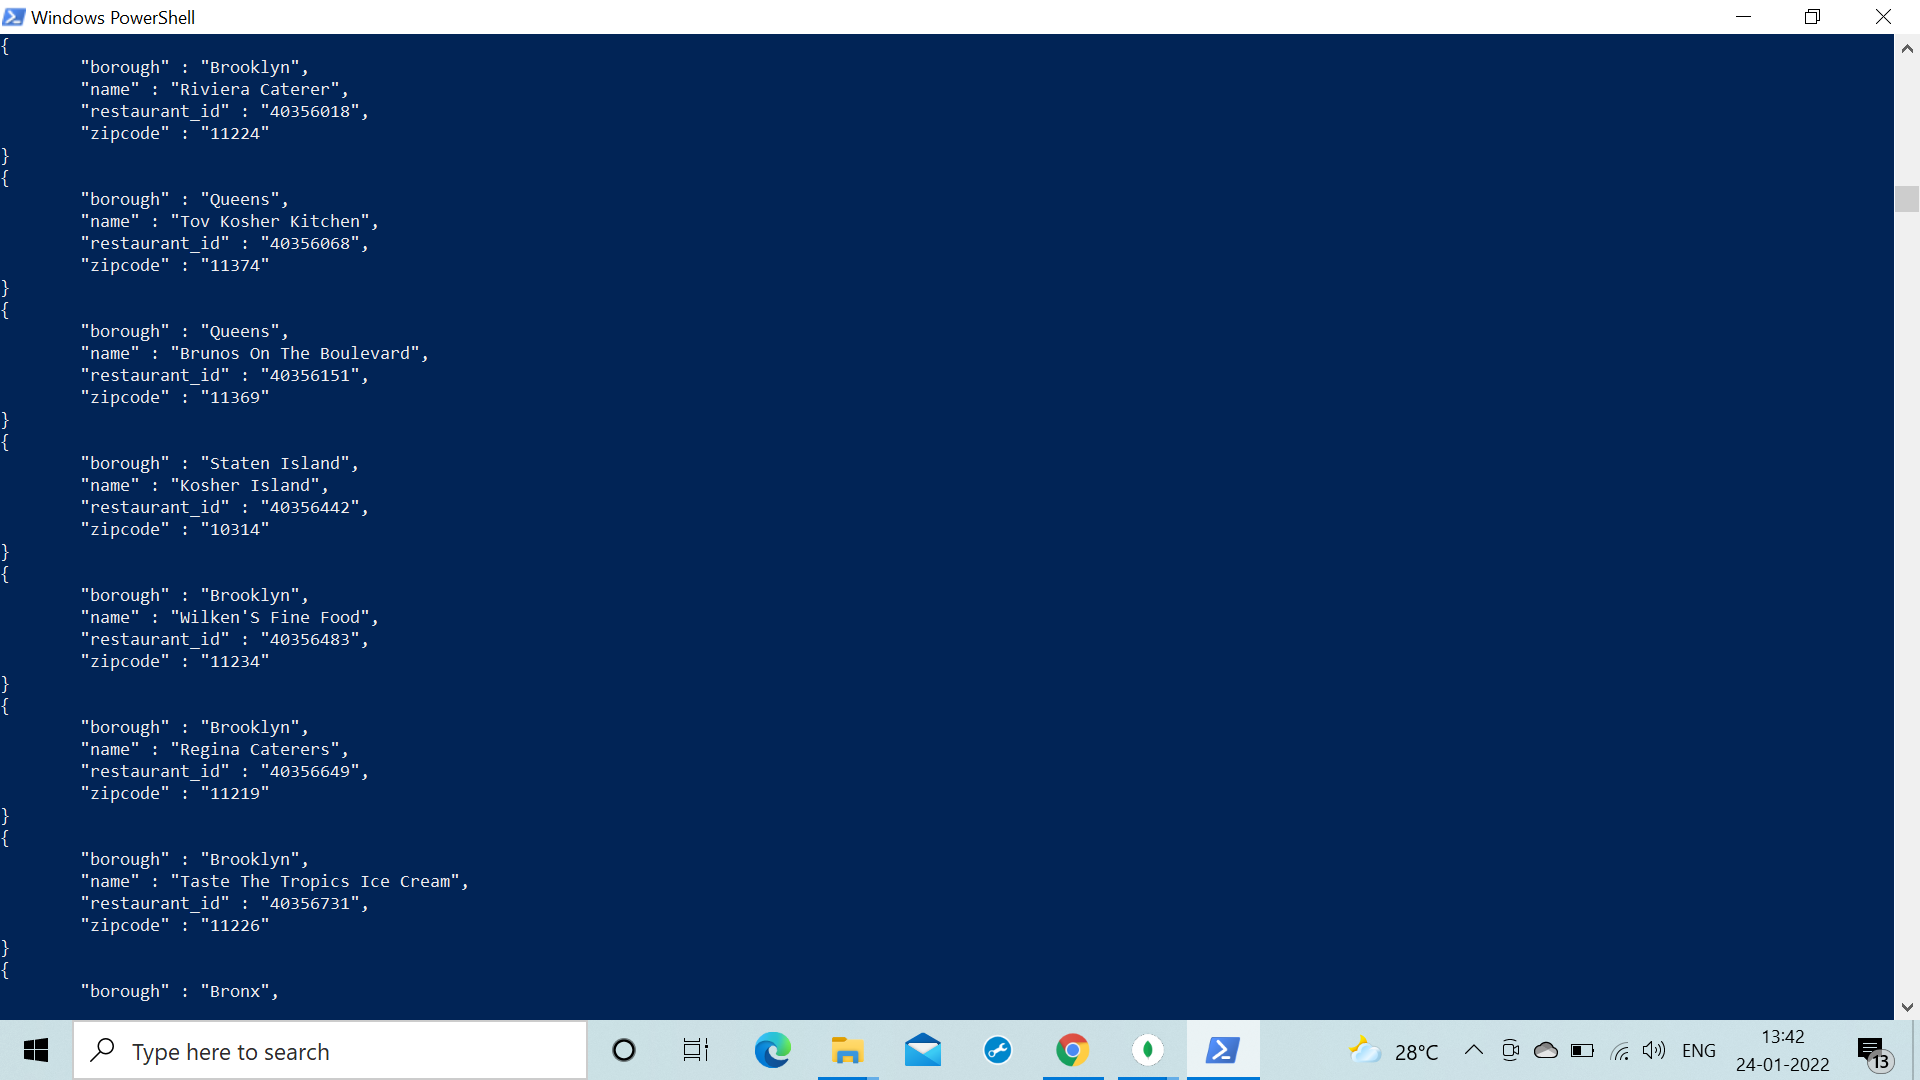 Windows PowerShell
{
"borough" : "Brooklyn",
"name" : "Riviera Caterer",
"restaurant_id" : "40356018",
"zipcode" : "11224"
}
{
"borough" : "Queens",
"name" : "Tov Kosher Kitchen",
"restaurant_id" : "40356068",
"zipcode" : "11374"
}
{
"borough" : "Queens",
"name" : "Brunos On The Boulevard",
"restaurant_id" : "40356151",
"zipcode" : "11369"
}
{
"borough" : "Staten Island",
"name" : "Kosher Island",
"restaurant_id" : "40356442",
"zipcode" : "10314"
}
{
"borough" : "Brooklyn",
"name" : "Wilken'S Fine Food",
"restaurant_id" : "40356483",
"zipcode" : "11234"
}
{
"borough" : "Brooklyn",
"name" : "Regina Caterers",
"restaurant_id" : "40356649",
"zipcode" : "11219"
}
{
"borough" : "Brooklyn",
"name" : "Taste The Tropics Ice Cream",
"restaurant_id" : "40356731",
"zipcode" : "11226"
}
{
"borough" : "Bronx",
Type here to search
28°C
ENG
13:42
24-01-2022
13